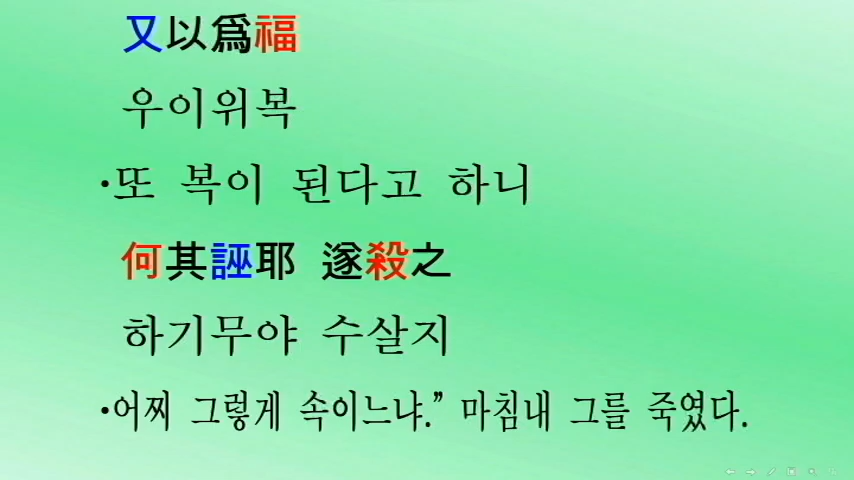 又以爲福
우이위복
•또 복이 된다고 하니
何其誣耶 遂殺之
하기무야 수살지
•어찌 그렇게 속이느냐.” 마침내 그를 죽였다.